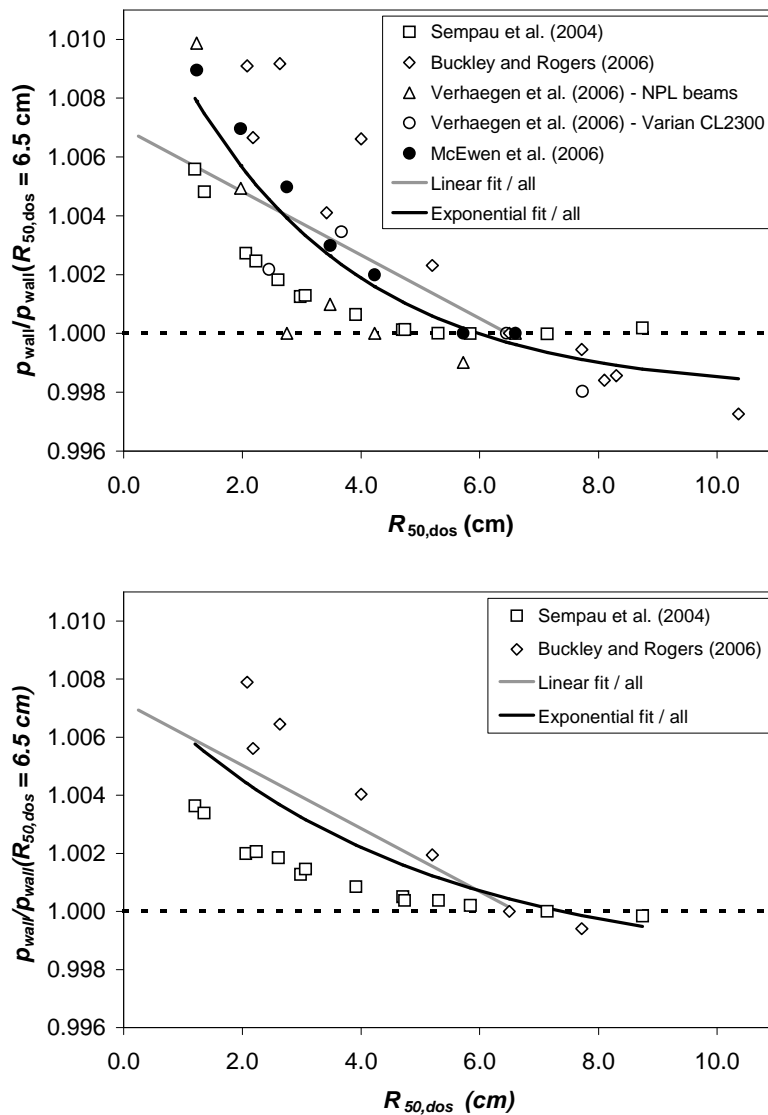 1.010
1.008
1.006
1.004
1.002
1.000
0.998
0.996
p_wall/p_wall(R_50,dos = 6.5 cm)
Sempau et al. (2004)
Buckley and Rogers (2006)
Verhaegen et al. (2006) - NPL beams
Verhaegen et al. (2006) - Varian CL2300
McEwen et al. (2006)
Linear fit / all
Exponential fit / all
0.0 2.0 4.0 6.0 8.0 10.0
R_50,dos (cm)
1.010
1.008
1.006
1.004
1.002
1.000
0.998
0.996
p_wall/p_wall(R_50,dos = 6.5 cm)
Sempau et al. (2004)
Buckley and Rogers (2006)
Linear fit / all
Exponential fit / all
0.0 2.0 4.0 6.0 8.0 10.0
R_50,dos (cm)